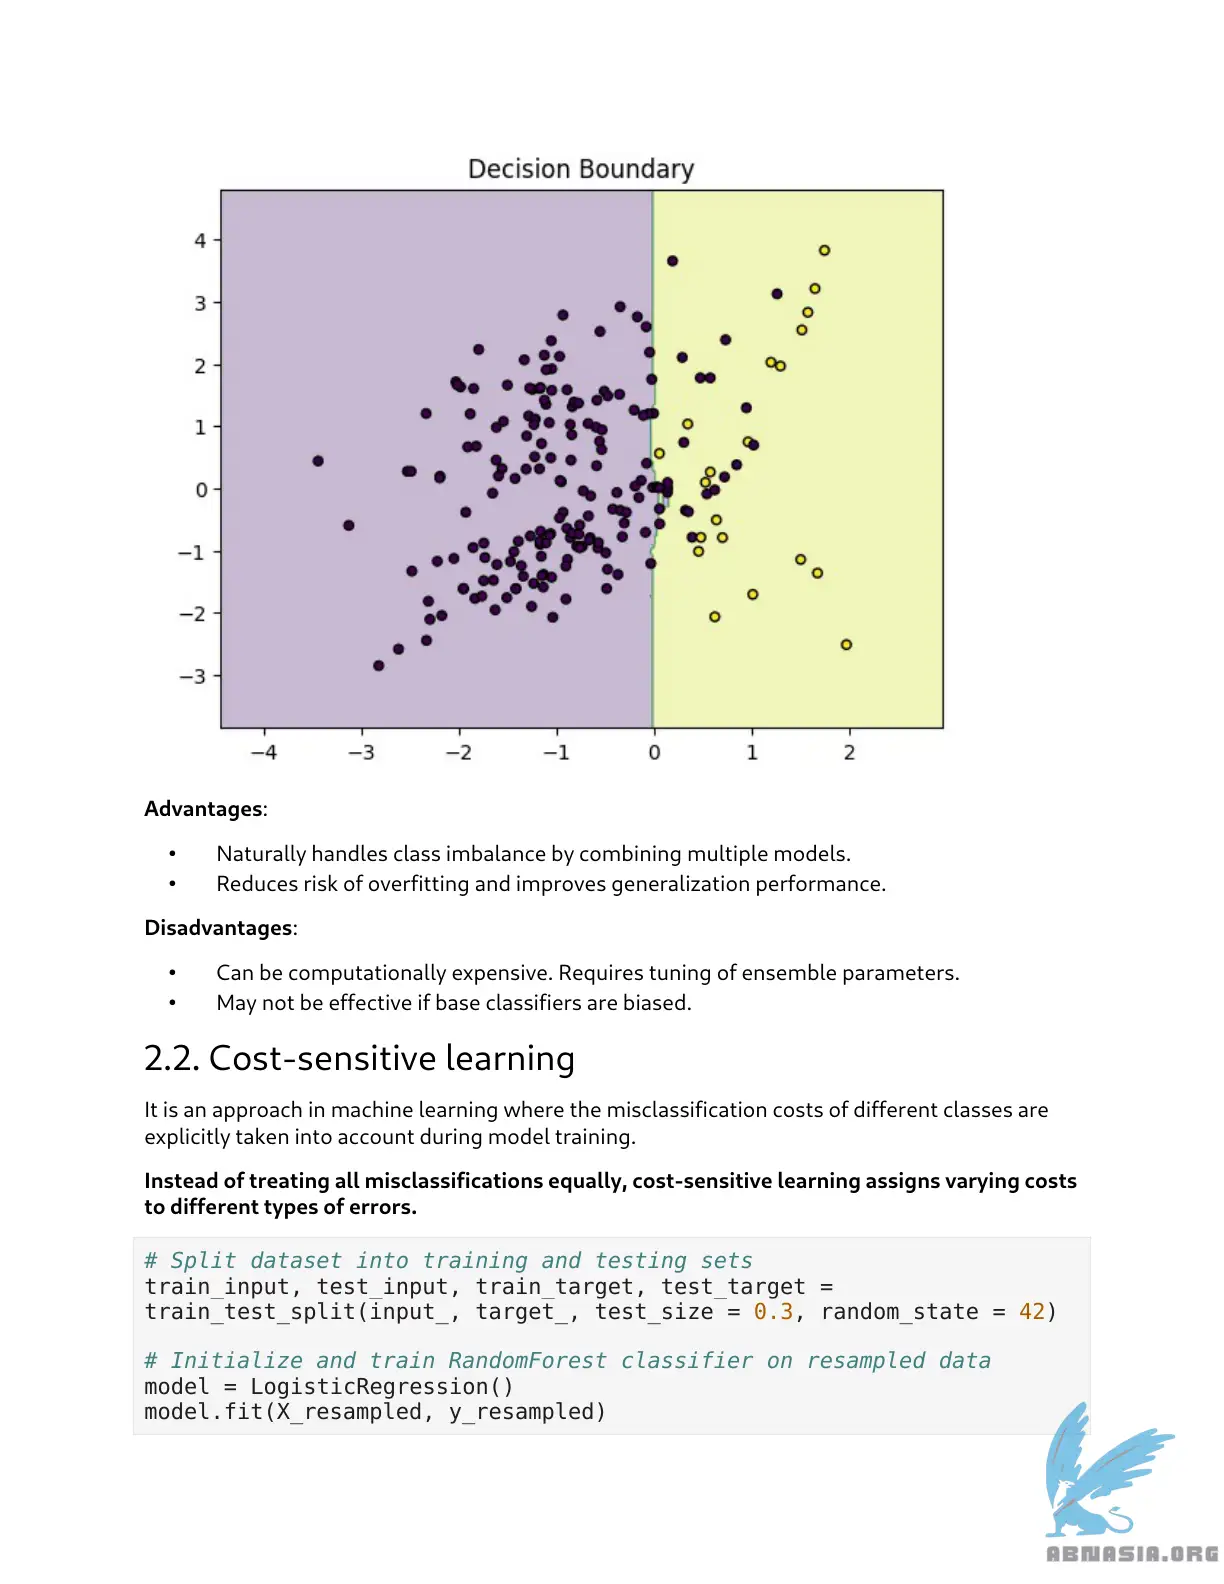 Decision Boundary
4
3
2
1
0
−1
−2
−3
−4 −3 −2 −1 0 1 2
Advantages:
• Naturally handles class imbalance by combining multiple models.
• Reduces risk of overfitting and improves generalization performance.
Disadvantages:
• Can be computationally expensive. Requires tuning of ensemble parameters.
• May not be effective if base classifiers are biased.
2.2. Cost-sensitive learning
It is an approach in machine learning where the misclassification costs of different classes are
explicitly taken into account during model training.
Instead of treating all misclassifications equally, cost-sensitive learning assigns varying costs
to different types of errors.
# Split dataset into training and testing sets
train_input, test_input, train_target, test_target =
train_test_split(input_, target_, test_size = 0.3, random_state = 42)
# Initialize and train RandomForest classifier on resampled data
model = LogisticRegression()
model.fit(X_resampled, y_resampled)
ABNASIA.ORG